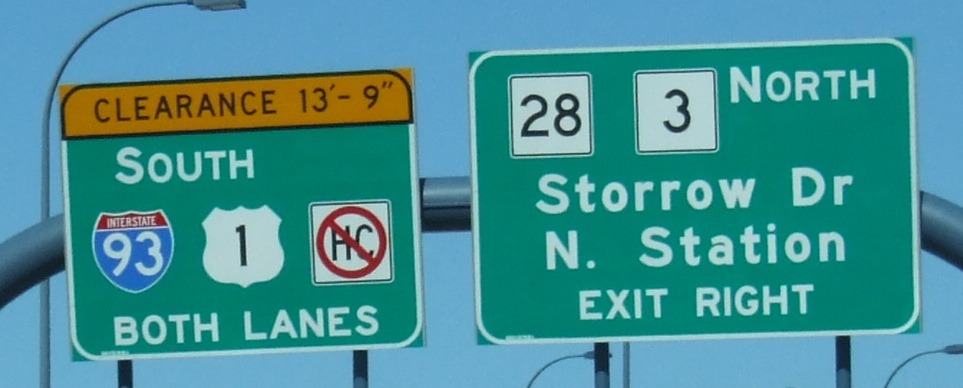 CLEARANCE 13'-9"
SOUTH
INTERSTATE
93
1
HC
BOTH LANES
28 3 NORTH
Storrow Dr
N. Station
EXIT RIGHT